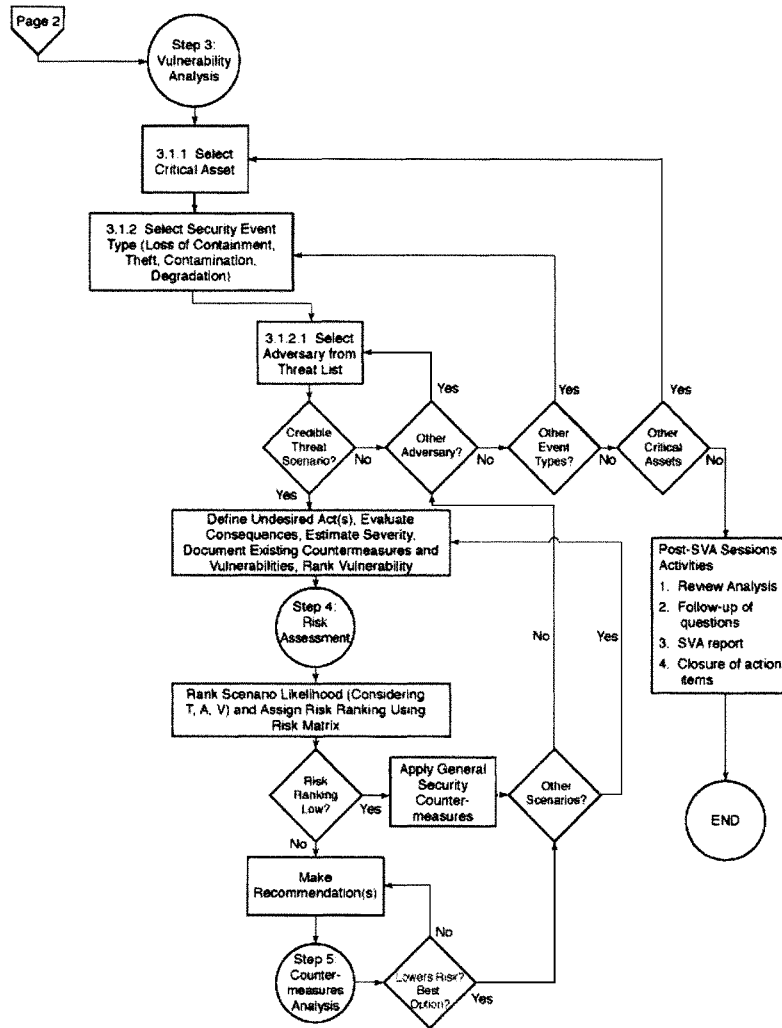 Page 2
Step 3:
Vulnerability
Analysis
3.1.1 Select
Critical Asset
3.1.2 Select Security Event
Type (Loss of Containment,
Theft, Contamination,
Degradation)
3.1.2.1 Select
Adversary from
Threat List
Yes
Yes
Yes
Credible
Threat
Scenario?
No
Other
Adversary?
No
Other
Event
Types?
No
Other
Critical
Assets
No
Yes
Define Undesired Act(s), Evaluate
Consequences, Estimate Severity,
Document Existing Countermeasures and
Vulnerabilities, Rank Vulnerability
Post-SVA Sessions
Activities
1. Review Analysis
2. Follow-up of
questions
3. SVA report
4. Closure of action
items
Step 4:
Risk
Assessment
No
Yes
Rank Scenario Likelihood (Considering
T, A, V) and Assign Risk Ranking Using
Risk Matrix
Risk
Ranking
Low?
Yes
Apply General
Security
Counter-
measures
Other
Scenarios?
END
No
Make
Recommendation(s)
No
Step 5
Counter-
measures
Analysis
Lowers Risk?
Best
Option?
Yes